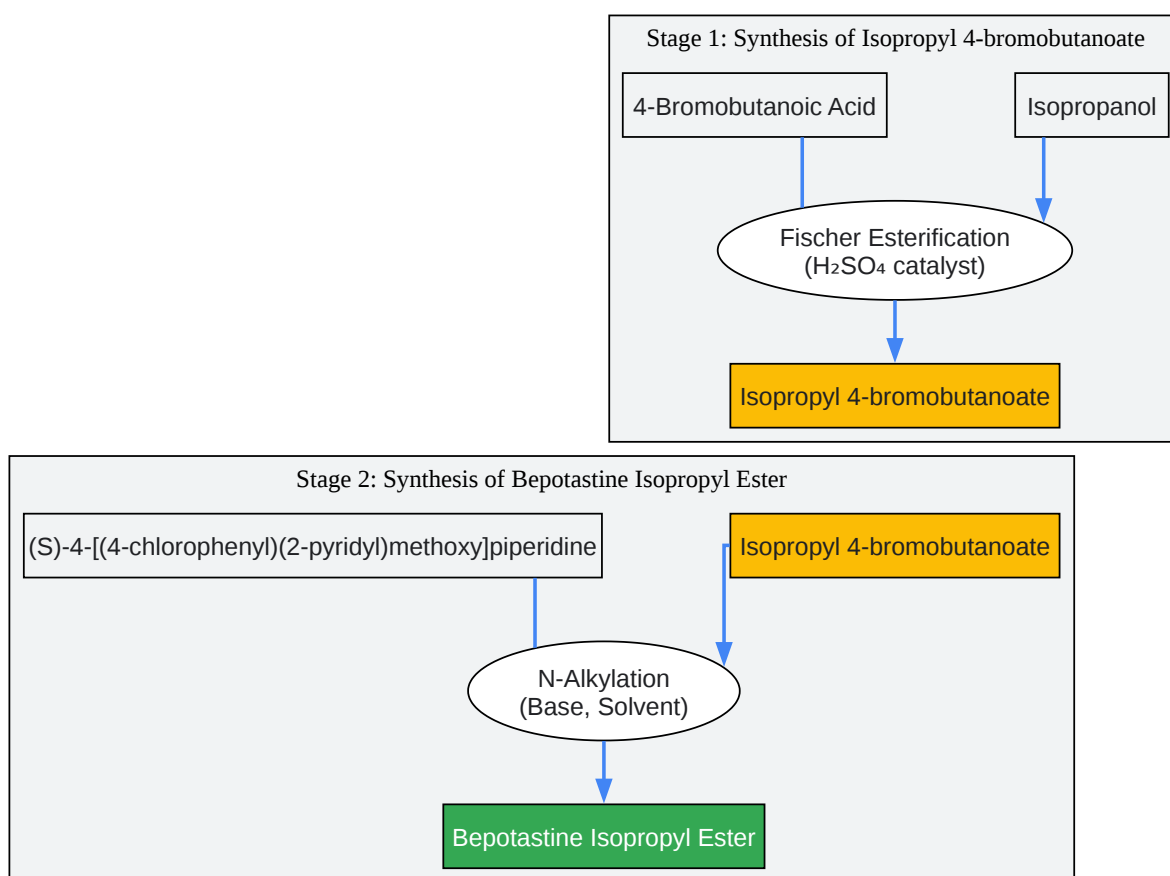 Stage 1: Synthesis of Isopropyl 4-bromobutanoate
4-Bromobutanoic Acid
Isopropanol
Fischer Esterification
(H₂SO₄ catalyst)
Isopropyl 4-bromobutanoate
Stage 2: Synthesis of Bepotastine Isopropyl Ester
(S)-4-[(4-chlorophenyl)(2-pyridyl)methoxy]piperidine
Isopropyl 4-bromobutanoate
N-Alkylation
(Base, Solvent)
Bepotastine Isopropyl Ester